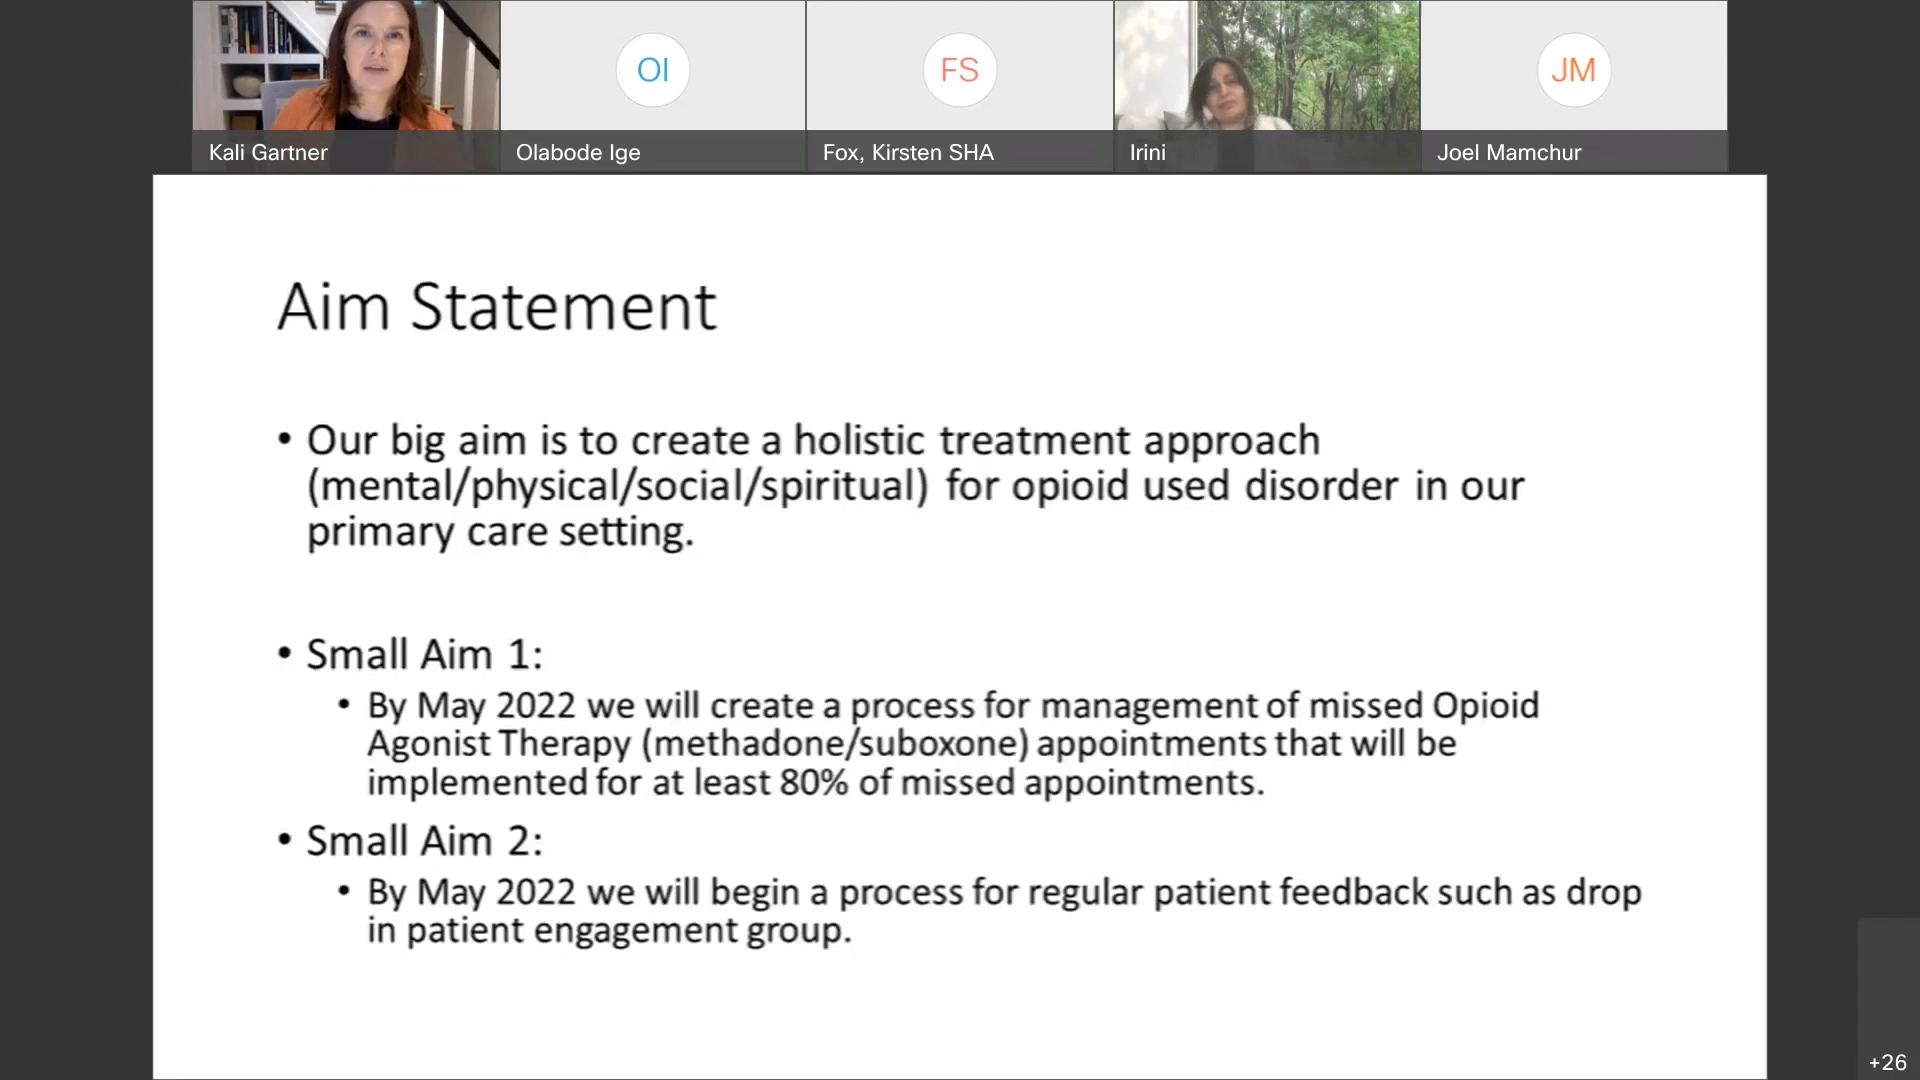 OI
FS
JM
Kali Gartner
Olabode Ige
Fox, Kirsten SHA
Irini
Joel Mamchur
Aim Statement
• Our big aim is to create a holistic treatment approach
(mental/physical/social/spiritual) for opioid used disorder in our
primary care setting.
• Small Aim 1:
• By May 2022 we will create a process for management of missed Opioid
Agonist Therapy (methadone/suboxone) appointments that will be
implemented for at least 80% of missed appointments.
• Small Aim 2:
• By May 2022 we will begin a process for regular patient feedback such as drop
in patient engagement group.
+26